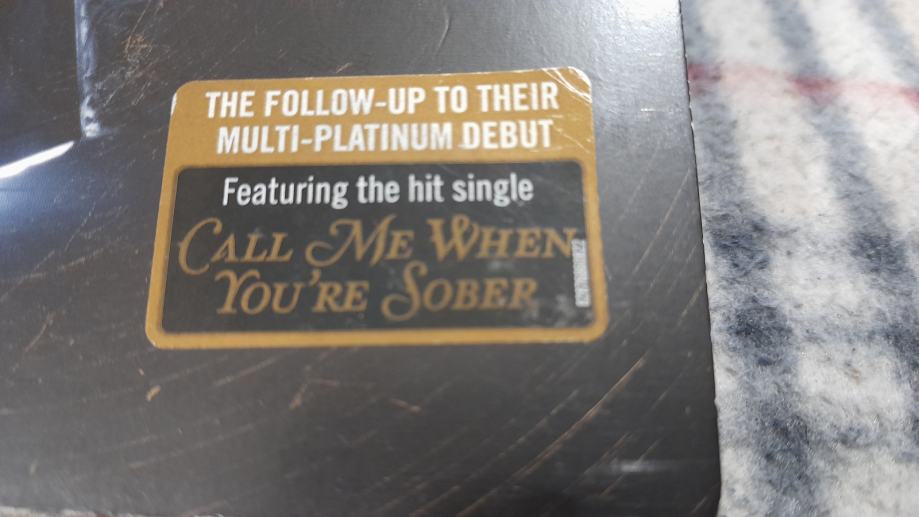 THE FOLLOW-UP TO THEIR
MULTI-PLATINUM DEBUT
Featuring the hit single
CALL ME WHEN
YOU'RE SOBER